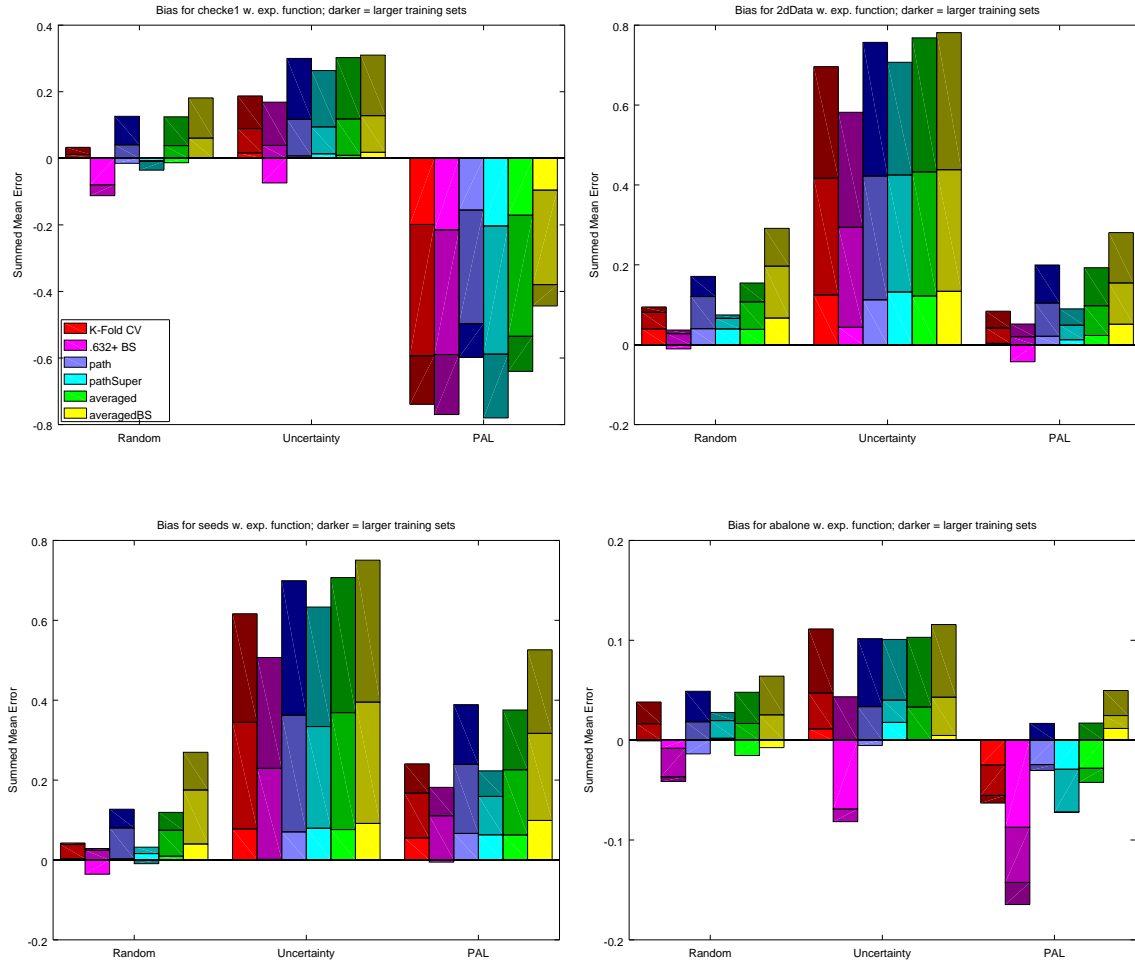 Bias for checke1 w. exp. function; darker = larger training sets
0.4
0.2
0
-0.2
-0.4
-0.6
-0.8
Summed Mean Error
K-Fold CV
.632+ BS
path
pathSuper
averaged
averagedBS
Random
Uncertainty
PAL
Bias for 2dData w. exp. function; darker = larger training sets
0.8
0.6
0.4
0.2
0
-0.2
Summed Mean Error
Random
Uncertainty
PAL
Bias for seeds w. exp. function; darker = larger training sets
0.8
0.6
0.4
0.2
0
-0.2
Summed Mean Error
Random
Uncertainty
PAL
Bias for abalone w. exp. function; darker = larger training sets
0.2
0.1
0
-0.1
-0.2
Summed Mean Error
Random
Uncertainty
PAL